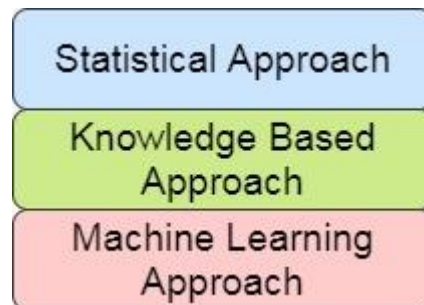 Statistical Approach
Knowledge Based
Approach
Machine Learning
Approach